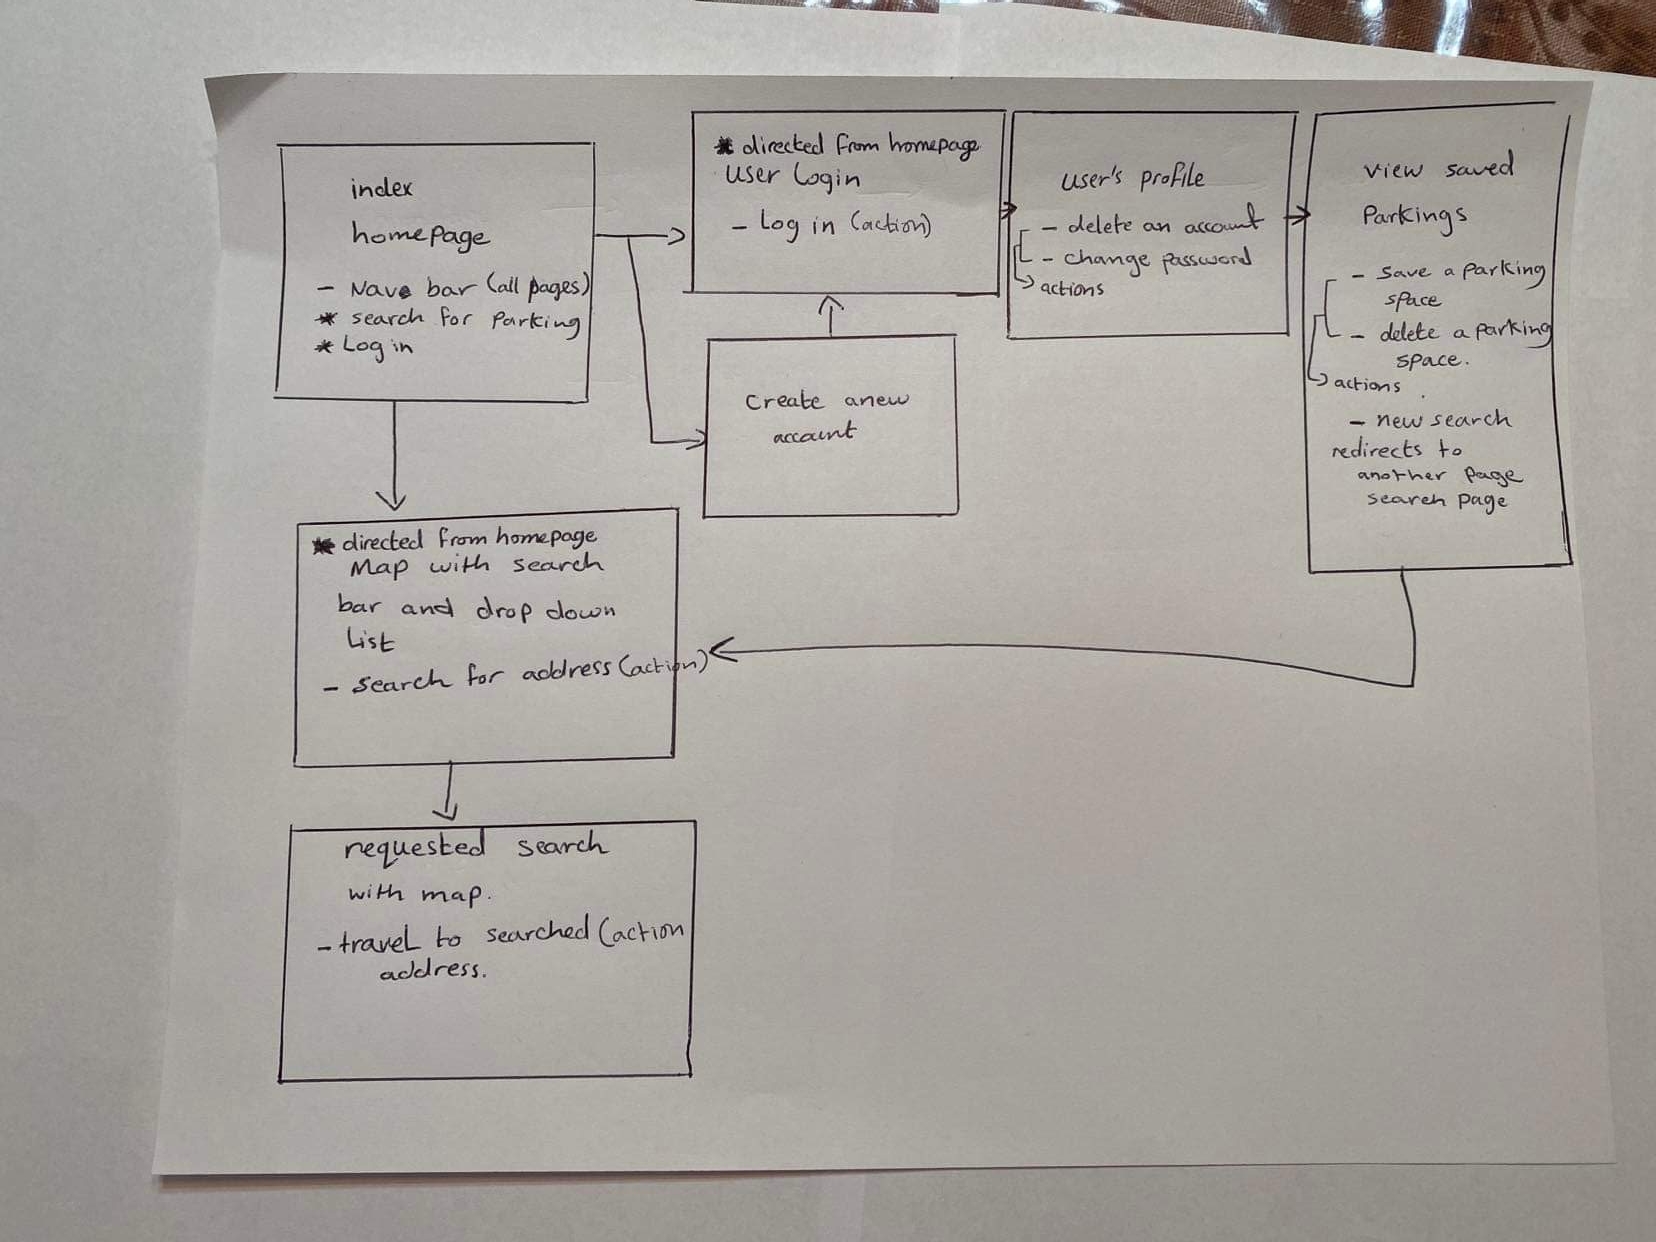 index
homepage
- Nav bar (all pages)
* search for Parking
* Log in
* directed from homepage
user Login
- Log in (action)
user's profile
- delete an account
- change password
actions
view saved
Parkings
- save a parking
space
- delete a parking
space.
actions
- new search
redirects to
another page
search page
Create a new
account
* directed from homepage
Map with search
bar and drop down
List
- search for address (action)
requested search
with map.
- travel to searched (action
address.